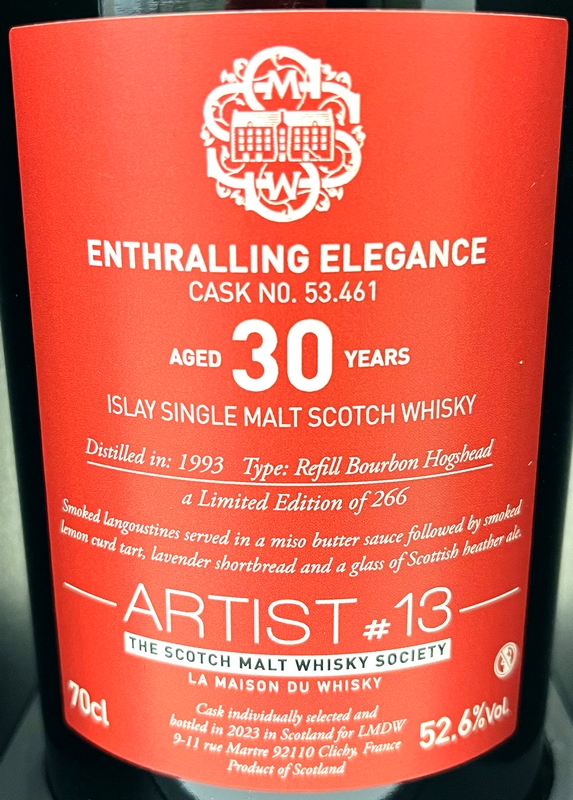 SMWS
ENTHRALLING ELEGANCE
CASK NO. 53.461
AGED 30 YEARS
ISLAY SINGLE MALT SCOTCH WHISKY
Distilled in: 1993 Type: Refill Bourbon Hogshead
a Limited Edition of 266
Smoked langoustines served in a miso butter sauce followed by smoked
lemon curd tart, lavender shortbread and a glass of Scottish heather ale.
ARTIST #13
THE SCOTCH MALT WHISKY SOCIETY
LA MAISON DU WHISKY
70cl
Cask individually selected and
bottled in 2023 in Scotland for LMDW
9-11 rue Martre 92110 Clichy, France
Product of Scotland
52.6%Vol.